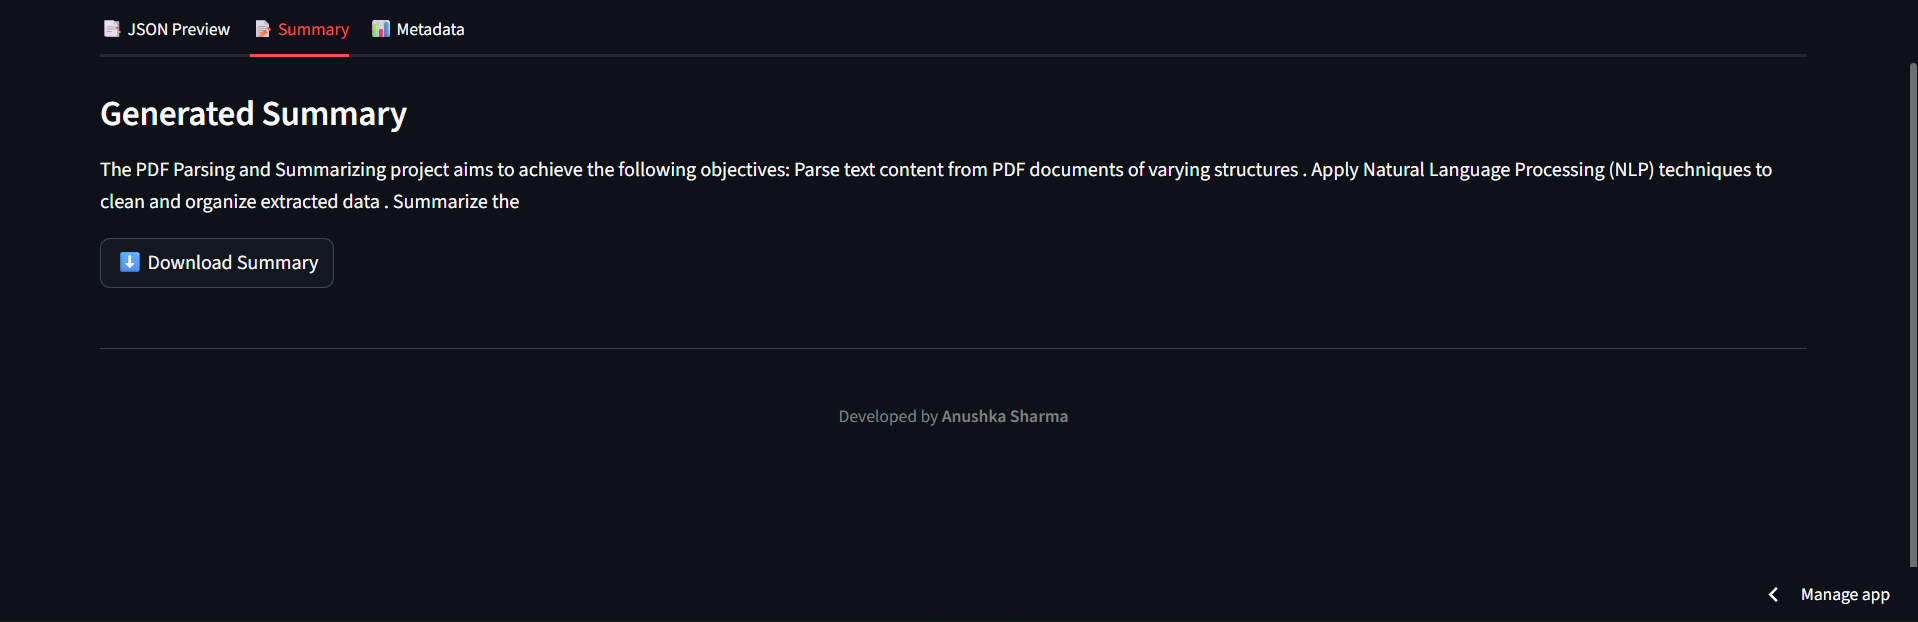 JSON Preview Summary Metadata
Generated Summary
The PDF Parsing and Summarizing project aims to achieve the following objectives: Parse text content from PDF documents of varying structures . Apply Natural Language Processing (NLP) techniques to
clean and organize extracted data . Summarize the
Download Summary
Developed by Anushka Sharma
Manage app